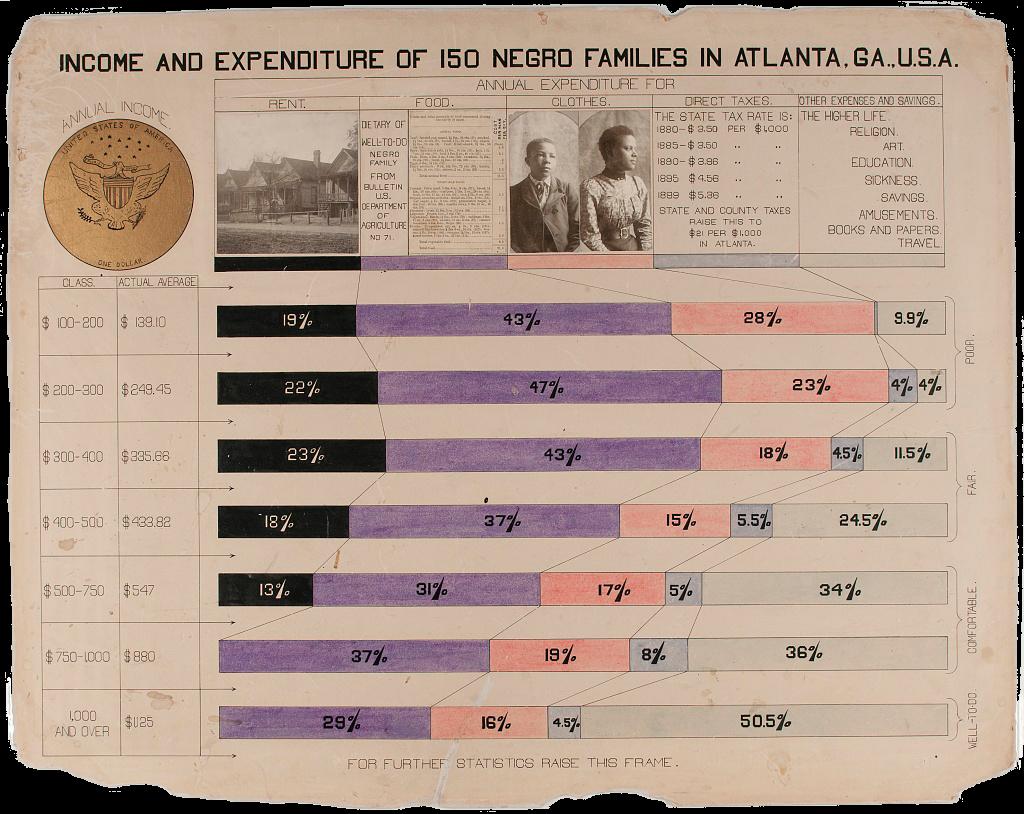 INCOME AND EXPENDITURE OF 150 NEGRO FAMILIES IN ATLANTA, GA., U.S.A.
ANNUAL INCOME.
UNITED STATES OF AMERICA
ONE DOLLAR.
ANNUAL EXPENDITURE FOR
RENT. FOOD. CLOTHES. DIRECT TAXES. OTHER EXPENSES AND SAVINGS.
DIETARY OF
WELL-TO-DO
NEGRO
FAMILY
FROM
BULLETIN
U.S.
DEPARTMENT
OF
AGRICULTURE
NO 71.
THE STATE TAX RATE IS:
1880-$3.50 PER $1,000
1885-$3.50 „ „
1890-$3.86 „ „
1895 $4.56 „ „
1899 $5.36 „ „
STATE AND COUNTY TAXES
RAISE THIS TO
$21 PER $1,000
IN ATLANTA.
THE HIGHER LIFE.
RELIGION.
ART.
EDUCATION.
SICKNESS.
SAVINGS.
AMUSEMENTS.
BOOKS AND PAPERS.
TRAVEL.
CLASS. ACTUAL AVERAGE
$ 100-200 $ 139.10 19% 43% 28% 9.9%
$ 200-300 $249.45 22% 47% 23% 4% 4%
POOR.
$300-400 $335.66 23% 43% 18% 4.5% 11.5%
$400-500 $433.82 18% 37% 15% 5.5% 24.5%
FAIR.
$500-750 $547 13% 31% 17% 5% 34%
$750-1000 $880 37% 19% 8% 36%
COMFORTABLE.
1,000
AND OVER $1125 29% 16% 4.5% 50.5%
WELL-TO-DO
FOR FURTHER STATISTICS RAISE THIS FRAME.